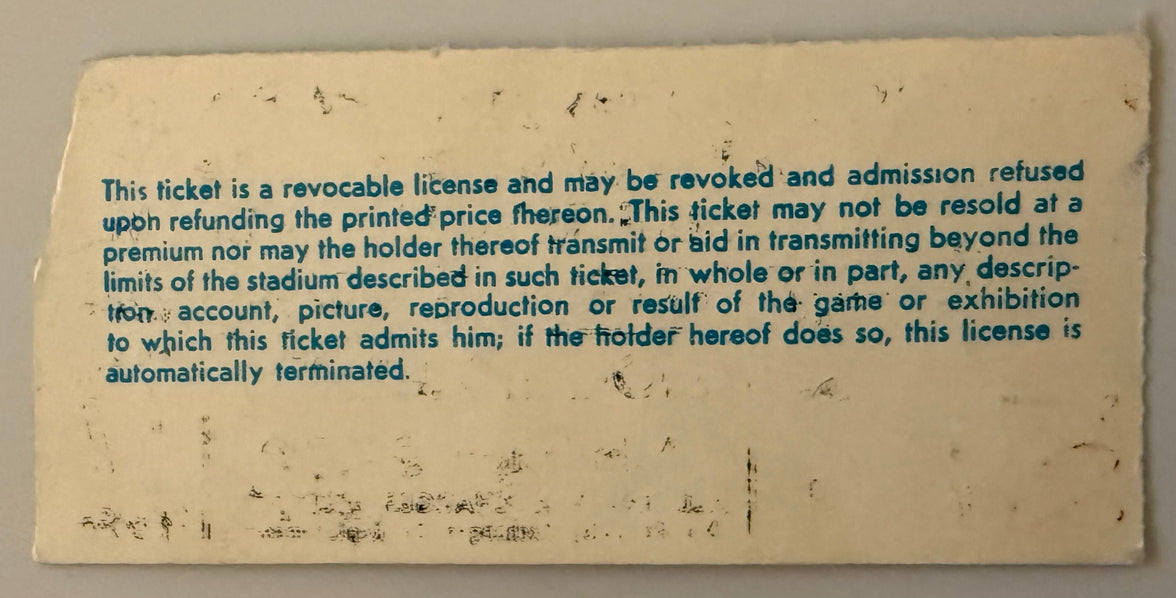 This ticket is a revocable license and may be revoked and admission refused
upon refunding the printed price thereon. This ticket may not be resold at a
premium nor may the holder thereof transmit or aid in transmitting beyond the
limits of the stadium described in such ticket, in whole or in part, any descrip-
tion, account, picture, reproduction or result of the game or exhibition
to which this ticket admits him; if the holder hereof does so, this license is
automatically terminated.